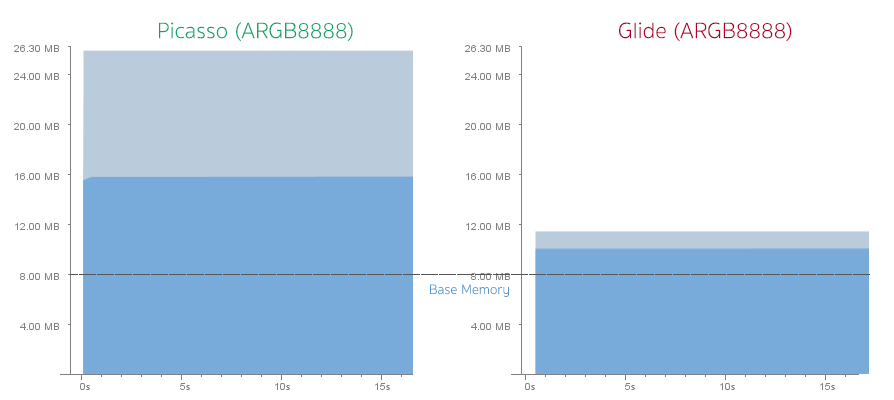 Picasso (ARGB8888)
26.30 MB
24.00 MB
20.00 MB
16.00 MB
12.00 MB
8.00 MB
4.00 MB
0s 5s 10s 15s
Glide (ARGB8888)
26.30 MB
24.00 MB
20.00 MB
16.00 MB
12.00 MB
8.00 MB
Base Memory
4.00 MB
0s 5s 10s 15s